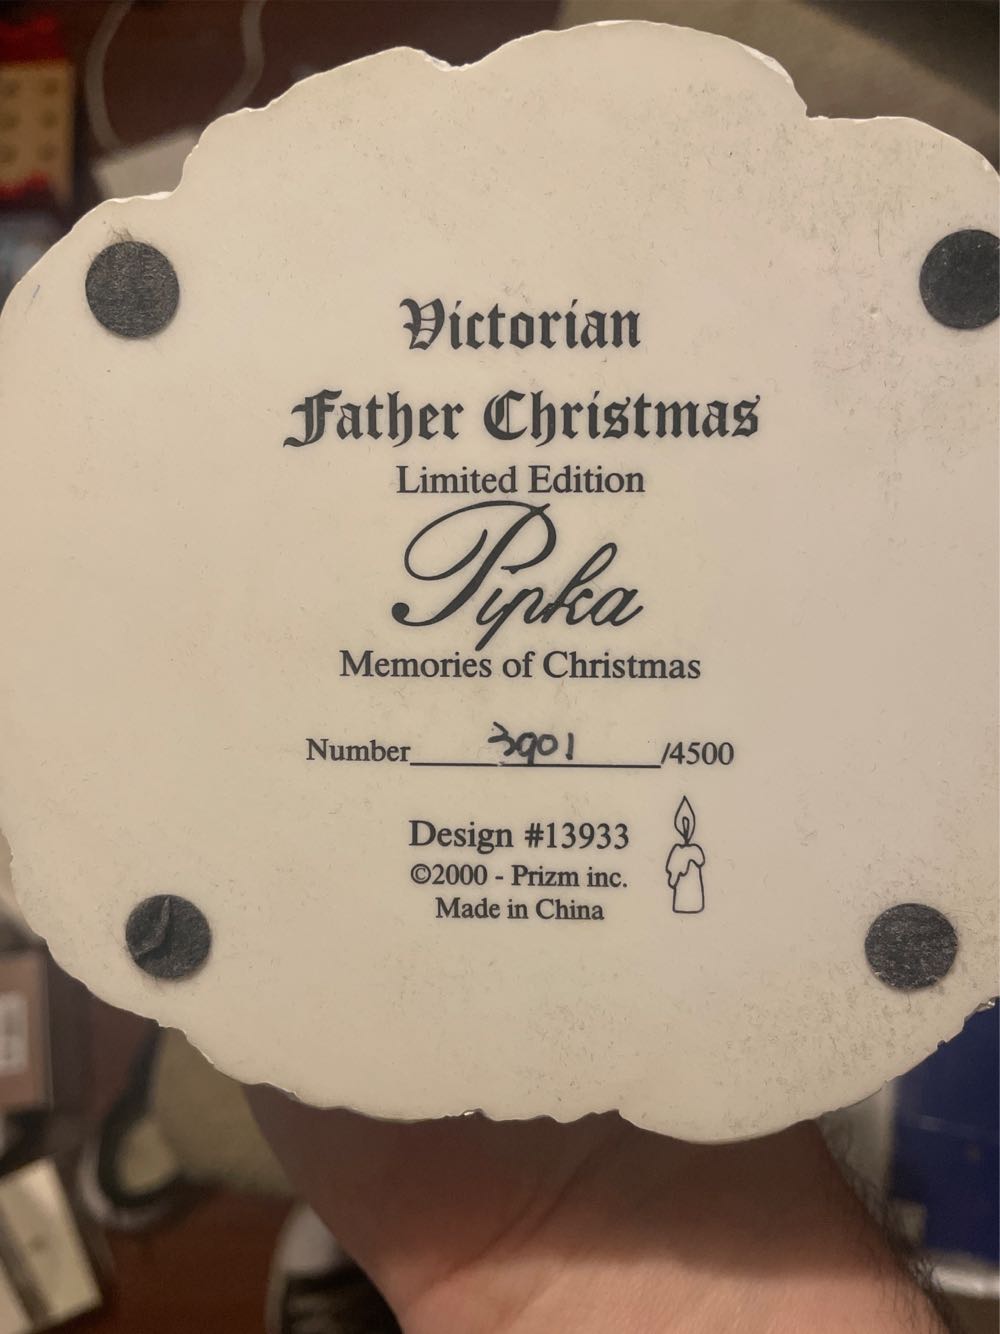 Victorian
Father Christmas
Limited Edition
Pipka
Memories of Christmas
Number 3901 /4500
Design #13933
©2000 - Prizm inc.
Made in China